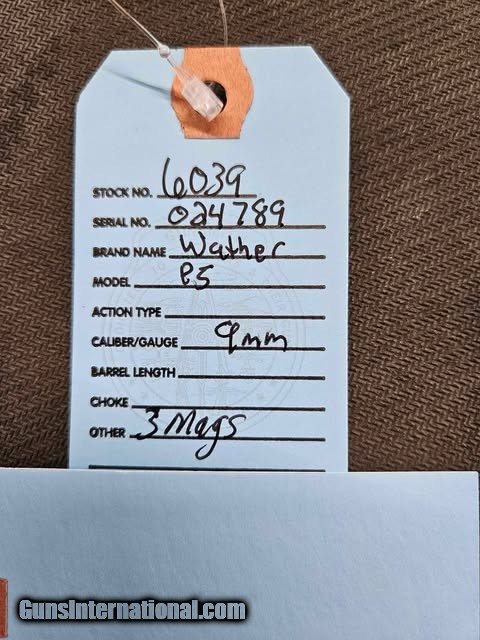 STOCK NO. 6039
SERIAL NO. 024789
BRAND NAME Wather
MODEL P5
ACTION TYPE
CALIBER/GAUGE 9mm
BARREL LENGTH
CHOKE
OTHER 3 Mags
GunsInternational.com